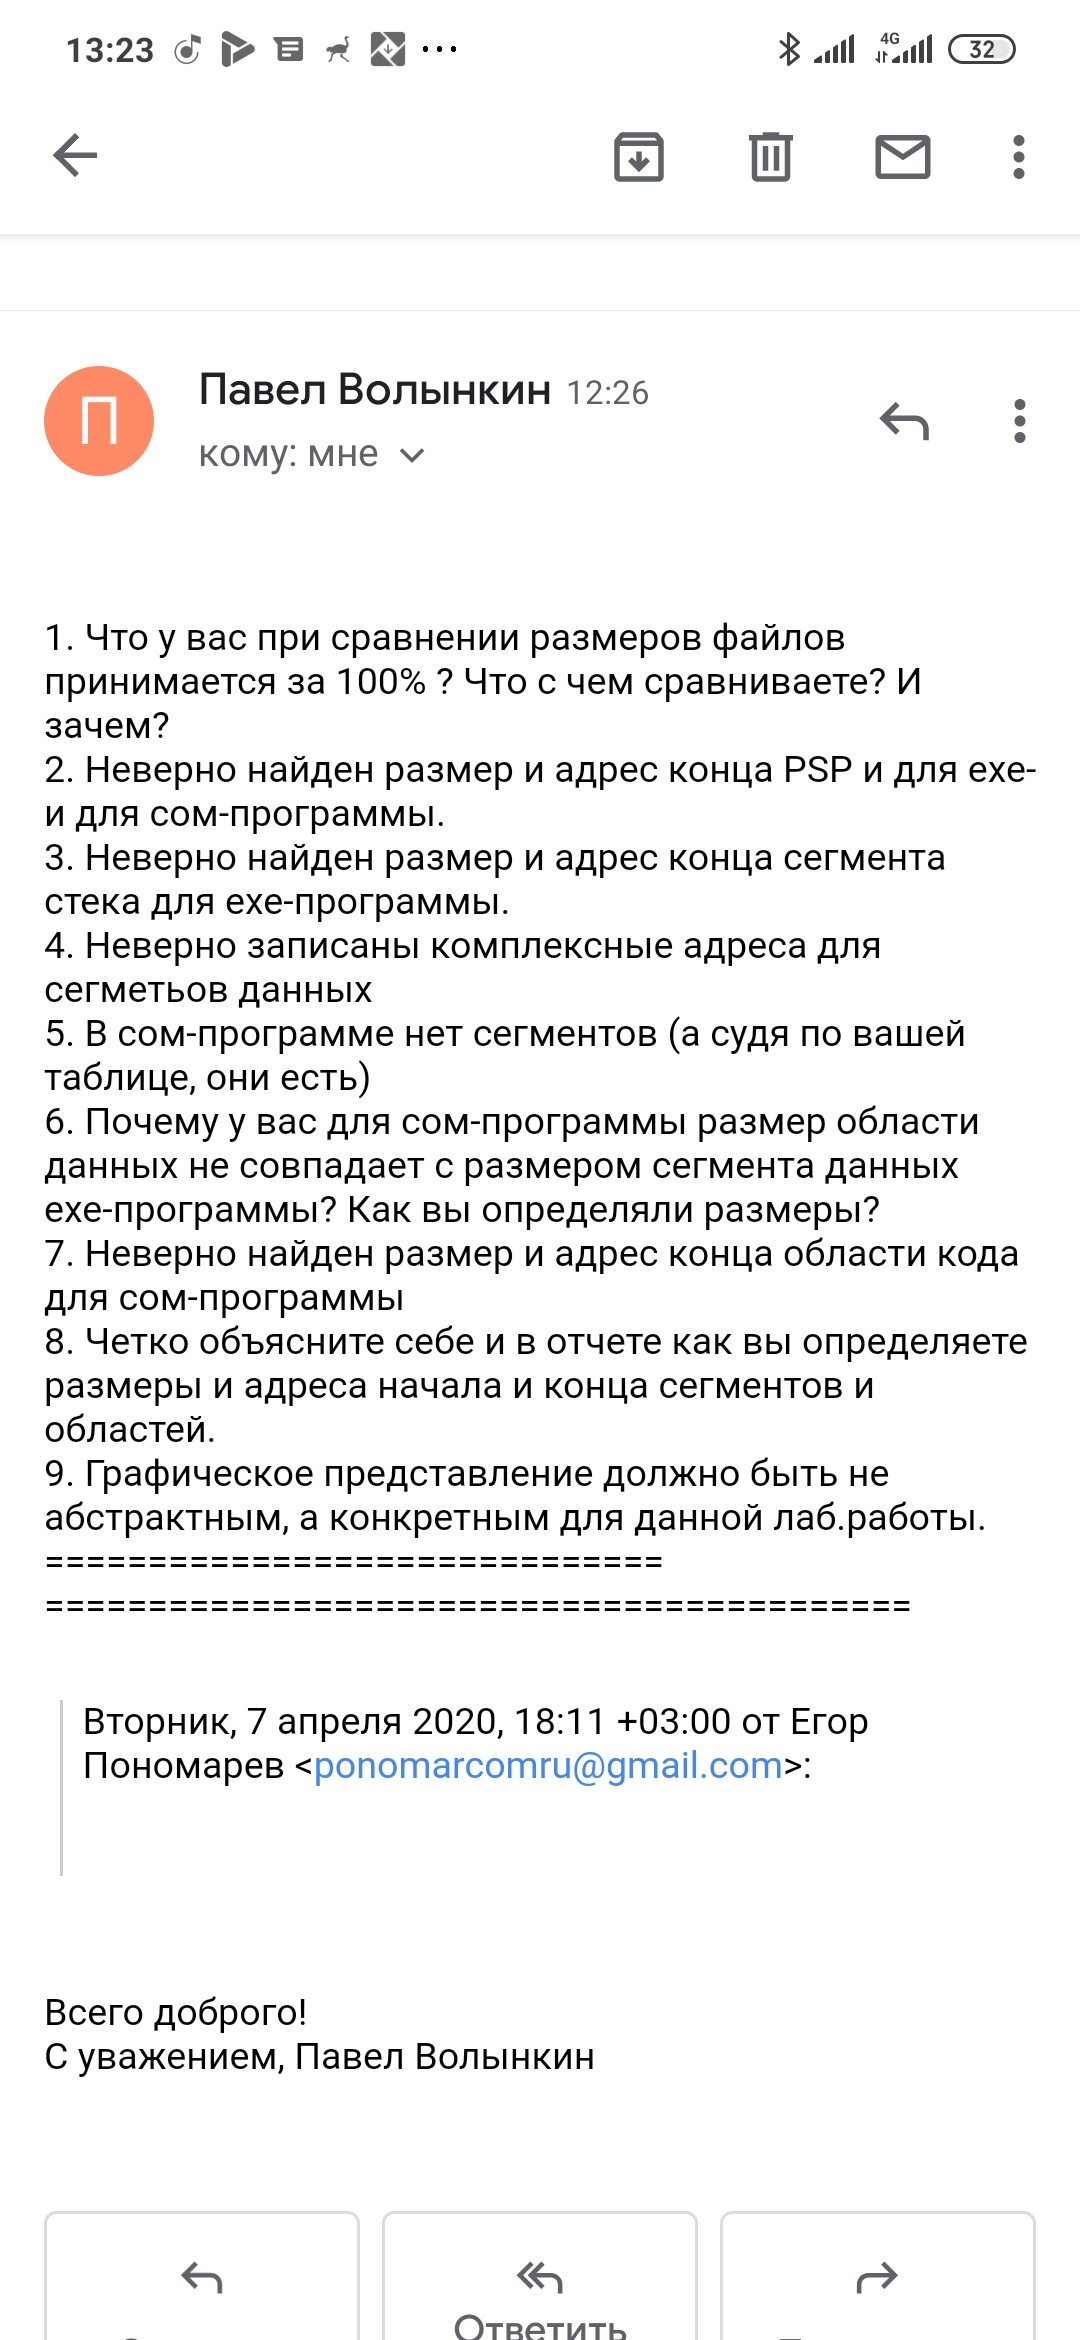 13:23
4G
32
П
Павел Волынкин 12:26
кому: мне
1. Что у вас при сравнении размеров файлов
принимается за 100% ? Что с чем сравниваете? И
зачем?
2. Неверно найден размер и адрес конца PSP и для exe-
и для com-программы.
3. Неверно найден размер и адрес конца сегмента
стека для exe-программы.
4. Неверно записаны комплексные адреса для
сегметьов данных
5. В com-программе нет сегментов (а судя по вашей
таблице, они есть)
6. Почему у вас для com-программы размер области
данных не совпадает с размером сегмента данных
exe-программы? Как вы определяли размеры?
7. Неверно найден размер и адрес конца области кода
для com-программы
8. Четко объясните себе и в отчете как вы определяете
размеры и адреса начала и конца сегментов и
областей.
9. Графическое представление должно быть не
абстрактным, а конкретным для данной лаб.работы.
==============================
==========================================
Вторник, 7 апреля 2020, 18:11 +03:00 от Егор
Пономарев <ponomarcomru@gmail.com>:
Всего доброго!
С уважением, Павел Волынкин
Ответить